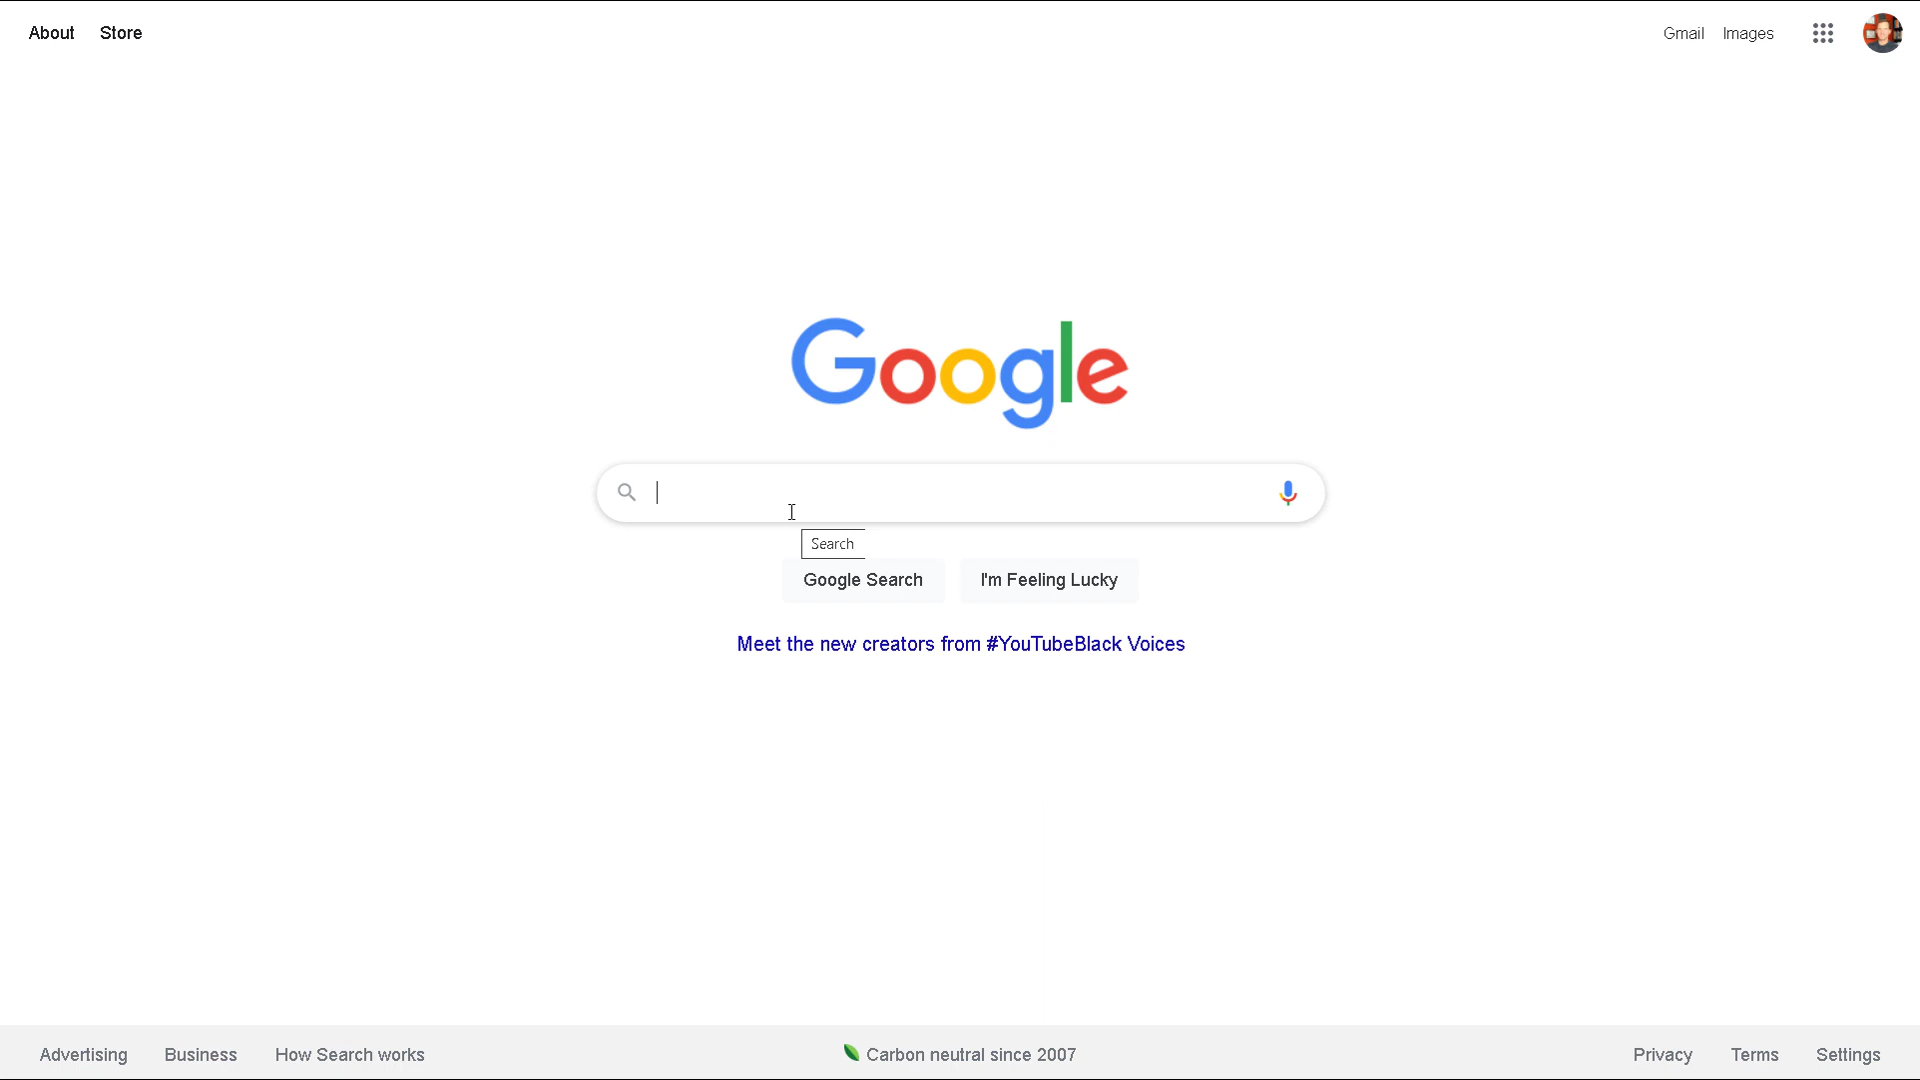 About Store
Gmail Images
Google
Search
Google Search I'm Feeling Lucky
Meet the new creators from #YouTubeBlack Voices
Advertising Business How Search works Carbon neutral since 2007 Privacy Terms Settings